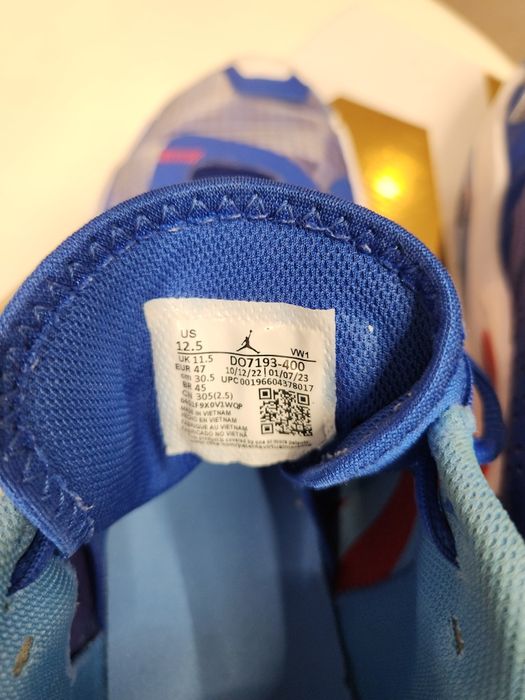 US
12.5
VW1
UK 11.5 DO7193-400
EUR 47 10/12/22 01/07/23
cm 30.5 UPC00196604378017
BR 45
CN 305(2.5)
MADE IN VIETNAM
HECHO EN VIETNAM
FABRIQUE AU VIETNAM
FABRICADO NO VIETNÃ